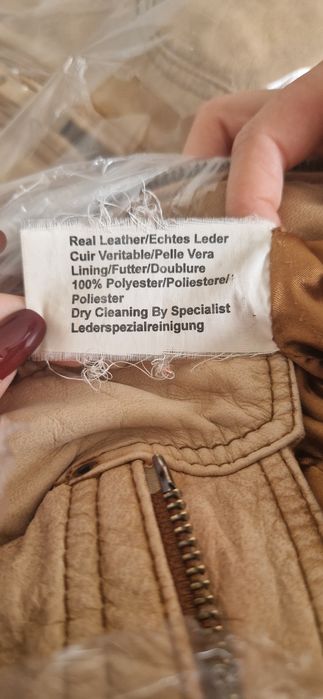 Real Leather/Echtes Leder
Cuir Veritable/Pelle Vera
Lining/Futter/Doublure
100% Polyester/Poliestere/
Poliester
Dry Cleaning By Specialist
Lederspezialreinigung